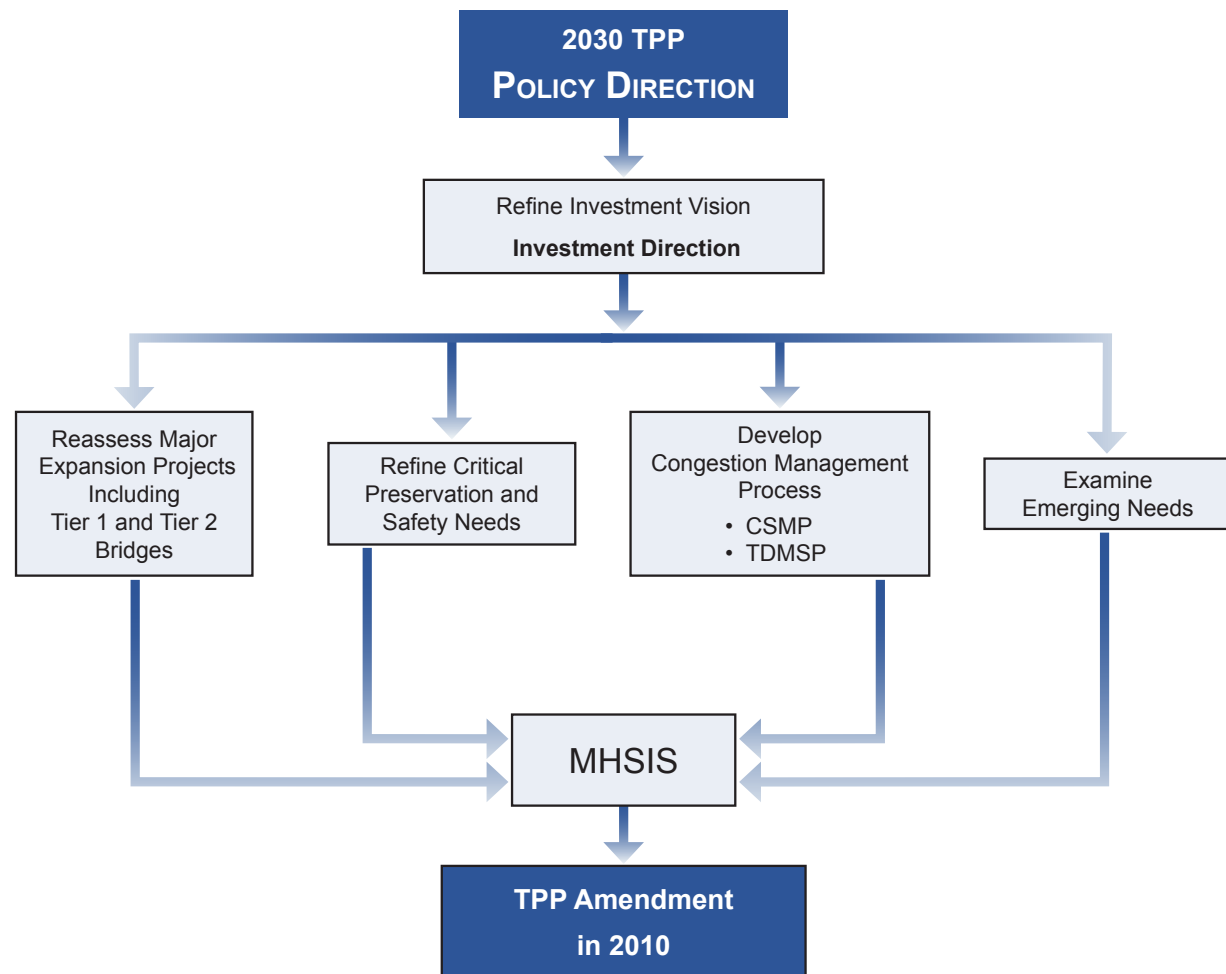 2030 TPP
POLICY DIRECTION
Refine Investment Vision
Investment Direction
Reassess Major
Expansion Projects
Including
Tier 1 and Tier 2
Bridges
Refine Critical
Preservation and
Safety Needs
Develop
Congestion Management
Process
• CSMP
• TDMSP
Examine
Emerging Needs
MHSIS
TPP Amendment
in 2010